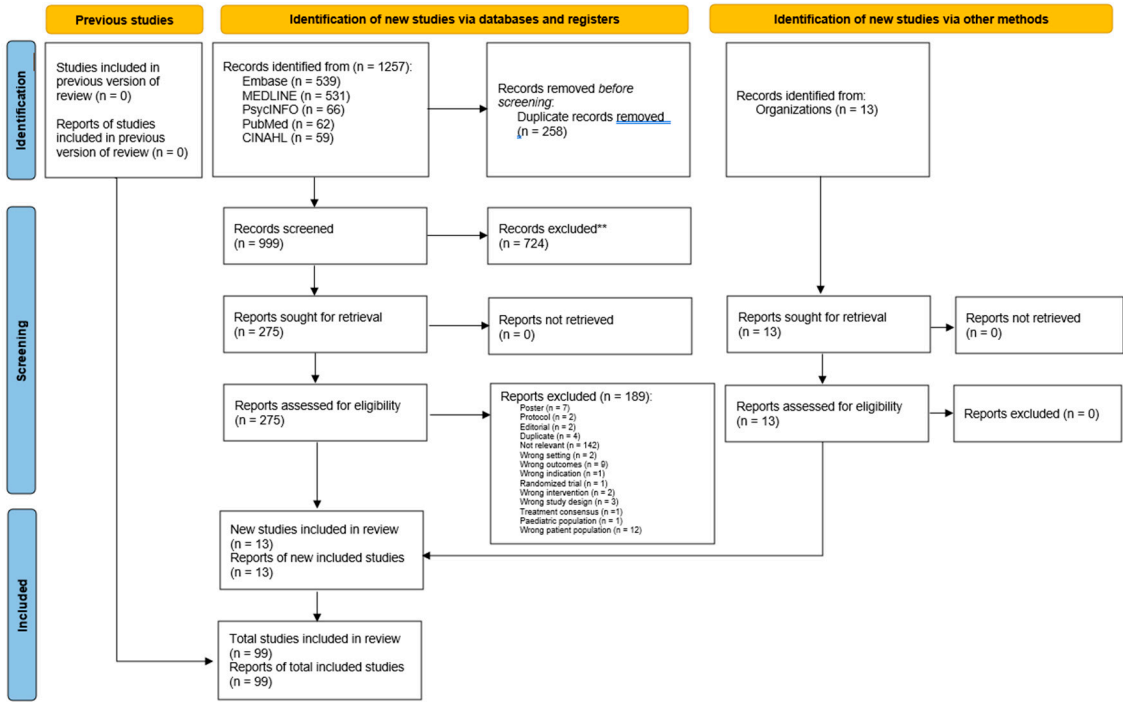 Previous studies
Identification of new studies via databases and registers
Identification of new studies via other methods
Identification
Studies included in
previous version of
review (n = 0)
Reports of studies
included in previous
version of review (n = 0)
Records identified from (n = 1257):
Embase (n = 539)
MEDLINE (n = 531)
PsycINFO (n = 66)
PubMed (n = 62)
CINAHL (n = 59)
Records removed before
screening:
Duplicate records removed
(n = 258)
Records identified from:
Organizations (n = 13)
Screening
Records screened
(n = 999)
Records excluded**
(n = 724)
Reports sought for retrieval
(n = 275)
Reports not retrieved
(n = 0)
Reports sought for retrieval
(n = 13)
Reports not retrieved
(n = 0)
Reports assessed for eligibility
(n = 275)
Reports excluded (n = 189):
Poster (n = 7)
Protocol (n = 2)
Editorial (n = 2)
Duplicate (n = 4)
Not relevant (n = 142)
Wrong setting (n = 2)
Wrong outcomes (n = 9)
Wrong indication (n =1)
Randomized trial (n = 1)
Wrong intervention (n = 2)
Wrong study design (n = 3)
Treatment consensus (n =1)
Paediatric population (n = 1)
Wrong patient population (n = 12)
Reports assessed for eligibility
(n = 13)
Reports excluded (n = 0)
Included
New studies included in review
(n = 13)
Reports of new included studies
(n = 13)
Total studies included in review
(n = 99)
Reports of total included studies
(n = 99)